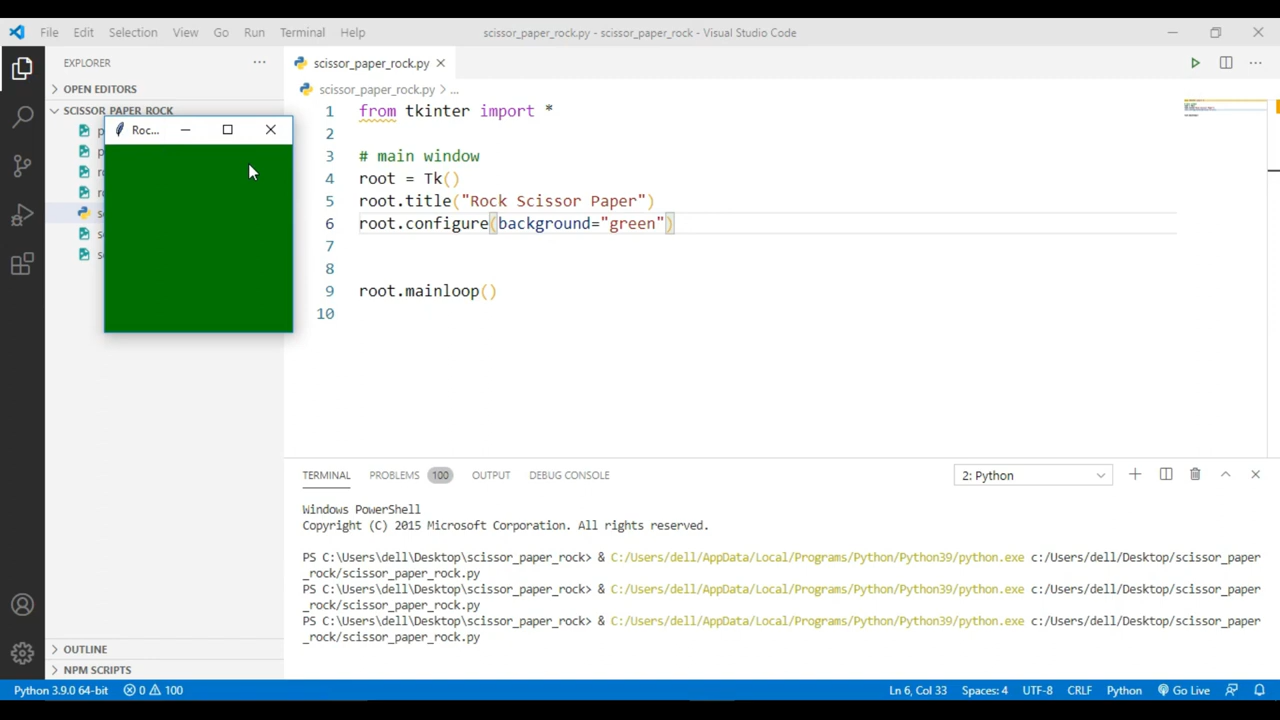 File Edit Selection View Go Run Terminal Help
scissor_paper_rock.py - scissor_paper_rock - Visual Studio Code
EXPLORER
OPEN EDITORS
SCISSOR PAPER ROCK
Roc...
OUTLINE
NPM SCRIPTS
scissor_paper_rock.py
scissor_paper_rock.py > ...
1 from tkinter import *
2
3 # main window
4 root = Tk()
5 root.title("Rock Scissor Paper")
6 root.configure(background="green")
7
8
9 root.mainloop()
10
TERMINAL PROBLEMS 100 OUTPUT DEBUG CONSOLE 2: Python
Windows PowerShell
Copyright (C) 2015 Microsoft Corporation. All rights reserved.
PS C:\Users\dell\Desktop\scissor_paper_rock> & C:/Users/dell/AppData/Local/Programs/Python/Python39/python.exe c:/Users/dell/Desktop/scissor_paper
_rock/scissor_paper_rock.py
PS C:\Users\dell\Desktop\scissor_paper_rock> & C:/Users/dell/AppData/Local/Programs/Python/Python39/python.exe c:/Users/dell/Desktop/scissor_paper
_rock/scissor_paper_rock.py
PS C:\Users\dell\Desktop\scissor_paper_rock> & C:/Users/dell/AppData/Local/Programs/Python/Python39/python.exe c:/Users/dell/Desktop/scissor_paper
_rock/scissor_paper_rock.py
Python 3.9.0 64-bit 0 100 Ln 6, Col 33 Spaces: 4 UTF-8 CRLF Python Go Live